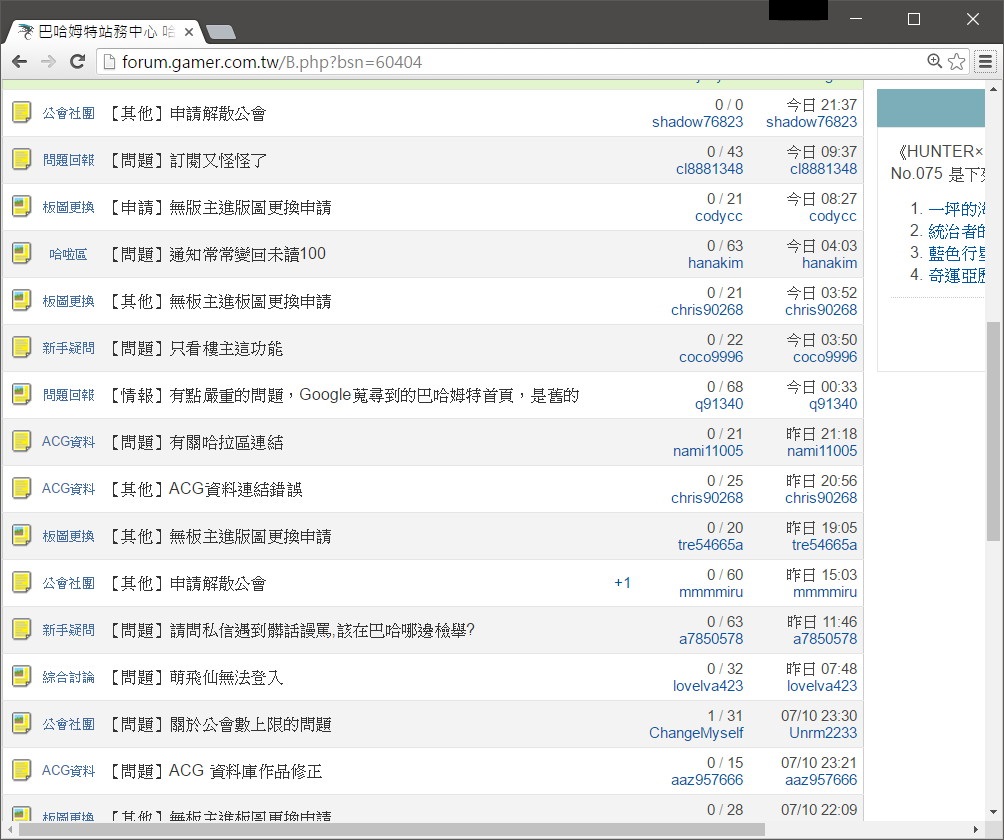 巴哈姆特站務中心 哈
forum.gamer.com.tw/B.php?bsn=60404
公會社團 【其他】申請解散公會 0 / 0 今日 21:37
shadow76823 shadow76823
問題回報 【問題】訂閱又怪怪了 0 / 43 今日 09:37
cl8881348 cl8881348
板圖更換 【申請】無版主進版圖更換申請 0 / 21 今日 08:27
codycc codycc
哈啦區 【問題】通知常常變回未讀100 0 / 63 今日 04:03
hanakim hanakim
板圖更換 【其他】無板主進板圖更換申請 0 / 21 今日 03:52
chris90268 chris90268
新手疑問 【問題】只看樓主這功能 0 / 22 今日 03:50
coco9996 coco9996
問題回報 【情報】有點嚴重的問題，Google蒐尋到的巴哈姆特首頁，是舊的 0 / 68 今日 00:33
q91340 q91340
ACG資料 【問題】有關哈拉區連結 0 / 21 昨日 21:18
nami11005 nami11005
ACG資料 【其他】ACG資料連結錯誤 0 / 25 昨日 20:56
chris90268 chris90268
板圖更換 【其他】無板主進版圖更換申請 0 / 20 昨日 19:05
tre54665a tre54665a
公會社團 【其他】申請解散公會 +1 0 / 60 昨日 15:03
mmmmiru mmmmiru
新手疑問 【問題】請問私信遇到髒話謾罵,該在巴哈哪邊檢舉? 0 / 63 昨日 11:46
a7850578 a7850578
綜合討論 【問題】萌飛仙無法登入 0 / 32 昨日 07:48
lovelva423 lovelva423
公會社團 【問題】關於公會數上限的問題 1 / 31 07/10 23:30
ChangeMyself Unrm2233
ACG資料 【問題】ACG 資料庫作品修正 0 / 15 07/10 23:21
aaz957666 aaz957666
板圖更換 【其他】無板主進板圖更換申請 0 / 28 07/10 22:09
《HUNTER×
No.075 是下列
1. 一坪的海
2. 統治者的
3. 藍色行星
4. 奇運亞歷